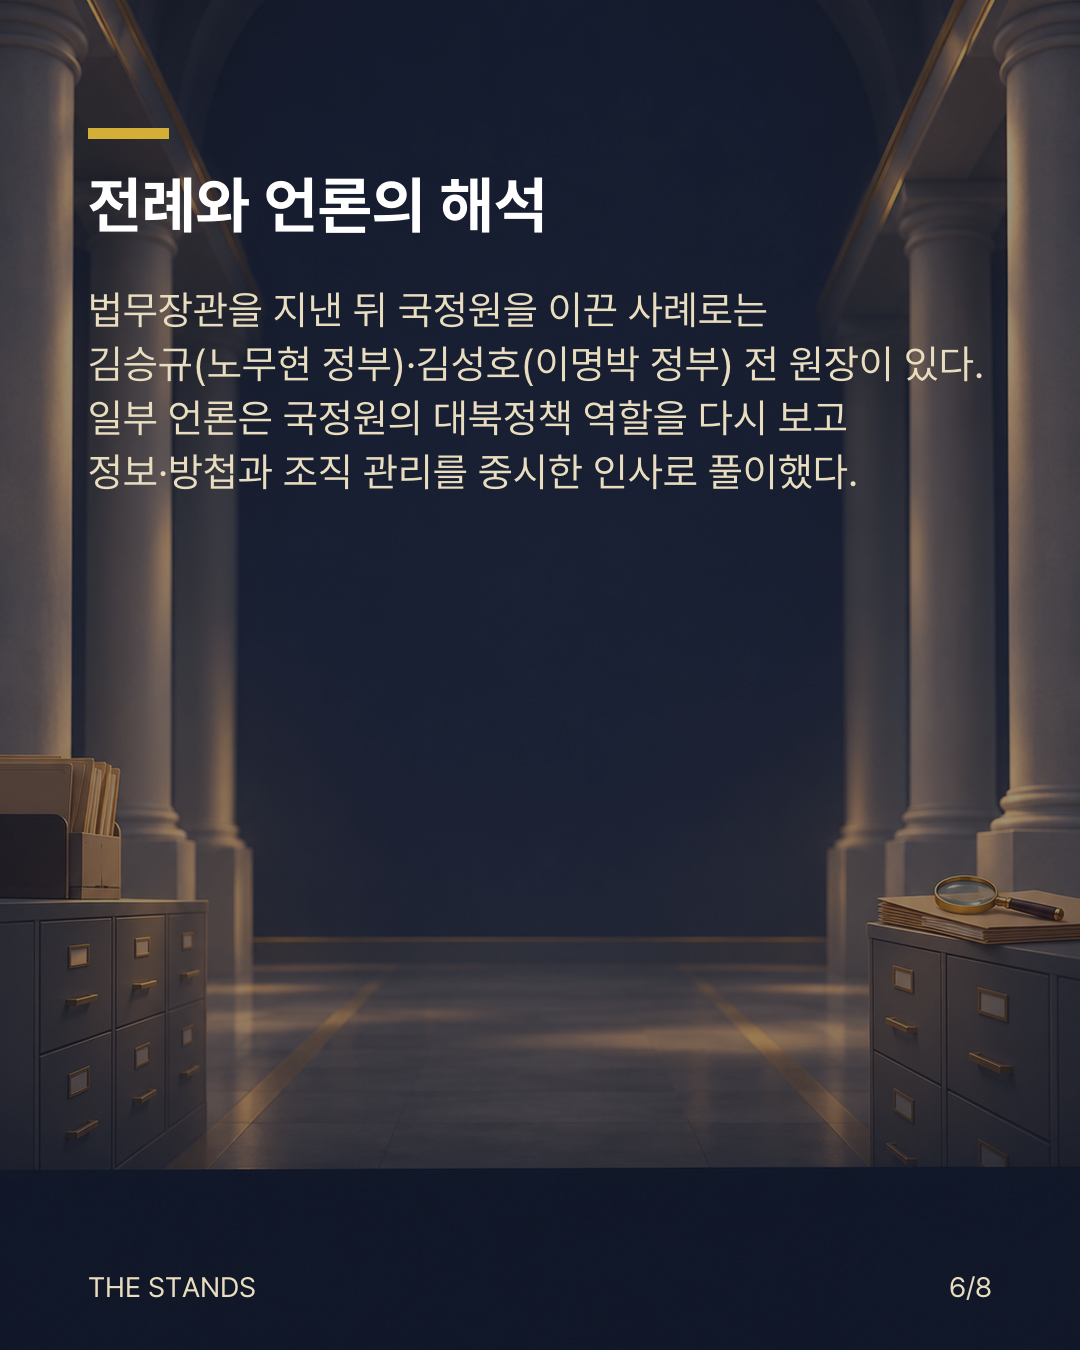 전례와 언론의 해석
법무장관을 지낸 뒤 국정원을 이끈 사례로는
김승규(노무현 정부)·김성호(이명박 정부) 전 원장이 있다.
일부 언론은 국정원의 대북정책 역할을 다시 보고
정보·방첩과 조직 관리를 중시한 인사로 풀이했다.
THE STANDS
6/8